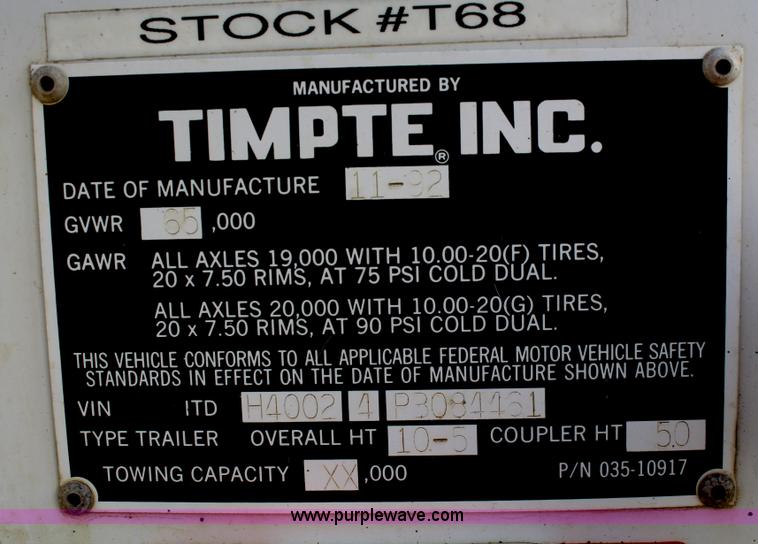 STOCK #T68
MANUFACTURED BY
TIMPTE® INC.
DATE OF MANUFACTURE 11-92
GVWR 65 ,000
GAWR ALL AXLES 19,000 WITH 10.00-20(F) TIRES,
20 x 7.50 RIMS, AT 75 PSI COLD DUAL.
ALL AXLES 20,000 WITH 10.00-20(G) TIRES,
20 x 7.50 RIMS, AT 90 PSI COLD DUAL.
THIS VEHICLE CONFORMS TO ALL APPLICABLE FEDERAL MOTOR VEHICLE SAFETY
STANDARDS IN EFFECT ON THE DATE OF MANUFACTURE SHOWN ABOVE.
VIN ITD H4002 4 P3084461
TYPE TRAILER OVERALL HT 10-5 COUPLER HT 50
TOWING CAPACITY XX ,000 P/N 035-10917
www.purplewave.com